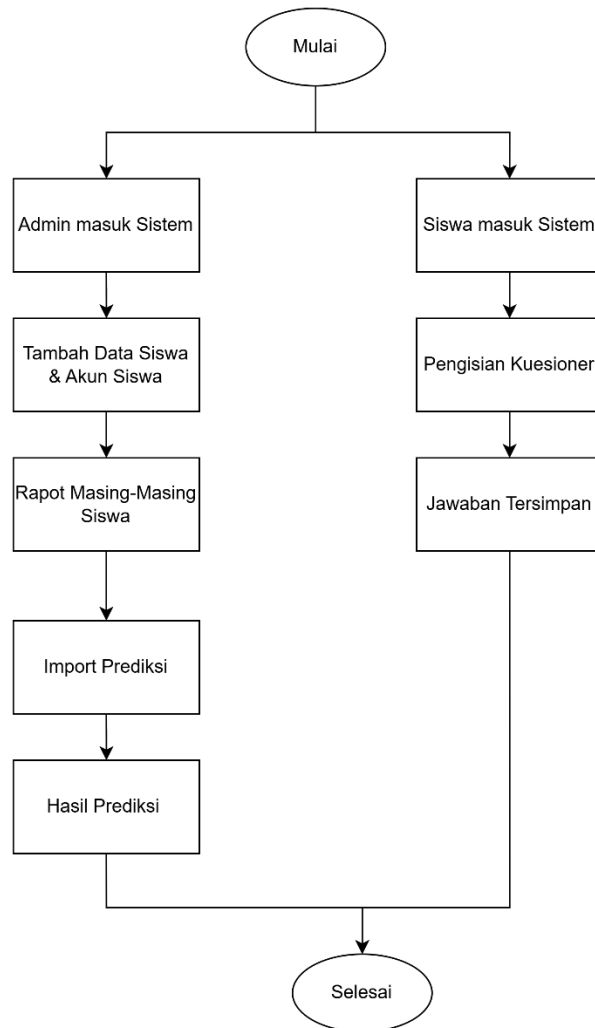 Mulai
Admin masuk Sistem
Siswa masuk Sistem
Tambah Data Siswa
& Akun Siswa
Pengisian Kuesioner
Rapot Masing-Masing
Siswa
Jawaban Tersimpan
Import Prediksi
Hasil Prediksi
Selesai